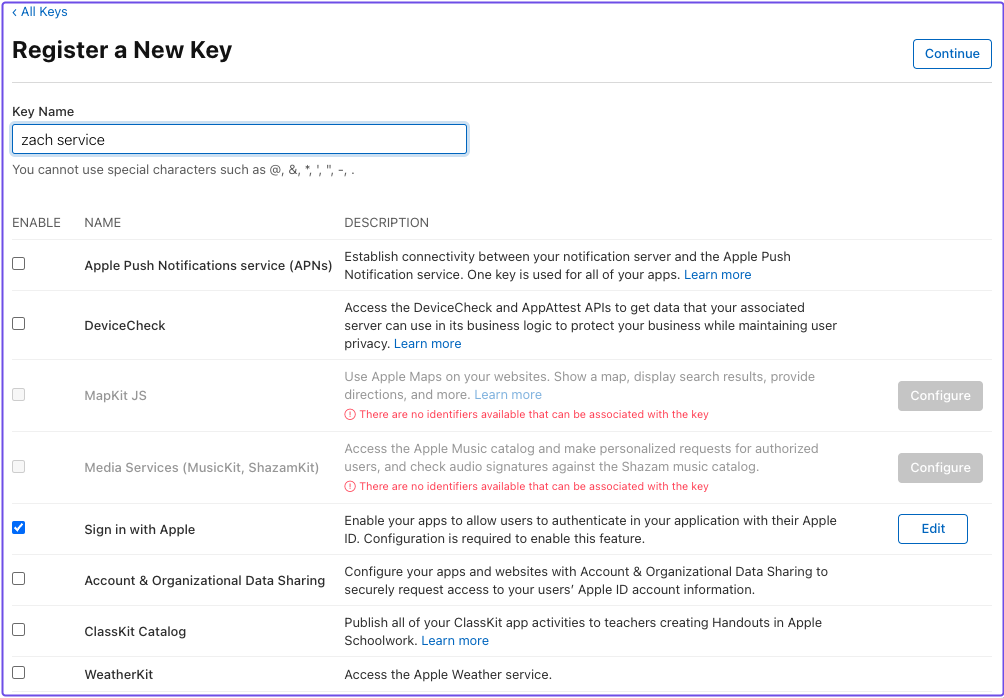 ‹ All Keys
Register a New Key
Continue
Key Name
zach service
You cannot use special characters such as @, &, *, ', ", -, .
ENABLE NAME DESCRIPTION
Apple Push Notifications service (APNs)
Establish connectivity between your notification server and the Apple Push
Notification service. One key is used for all of your apps. Learn more
DeviceCheck
Access the DeviceCheck and AppAttest APIs to get data that your associated
server can use in its business logic to protect your business while maintaining user
privacy. Learn more
MapKit JS
Use Apple Maps on your websites. Show a map, display search results, provide
directions, and more. Learn more
There are no identifiers available that can be associated with the key
Configure
Media Services (MusicKit, ShazamKit)
Access the Apple Music catalog and make personalized requests for authorized
users, and check audio signatures against the Shazam music catalog.
There are no identifiers available that can be associated with the key
Configure
Sign in with Apple
Enable your apps to allow users to authenticate in your application with their Apple
ID. Configuration is required to enable this feature.
Edit
Account & Organizational Data Sharing
Configure your apps and websites with Account & Organizational Data Sharing to
securely request access to your users’ Apple ID account information.
ClassKit Catalog
Publish all of your ClassKit app activities to teachers creating Handouts in Apple
Schoolwork. Learn more
WeatherKit
Access the Apple Weather service.